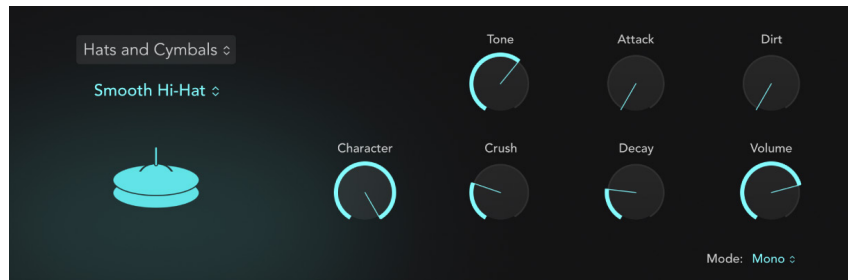 Hats and Cymbals
Smooth Hi-Hat
Tone Attack Dirt
Character Crush Decay Volume
Mode: Mono